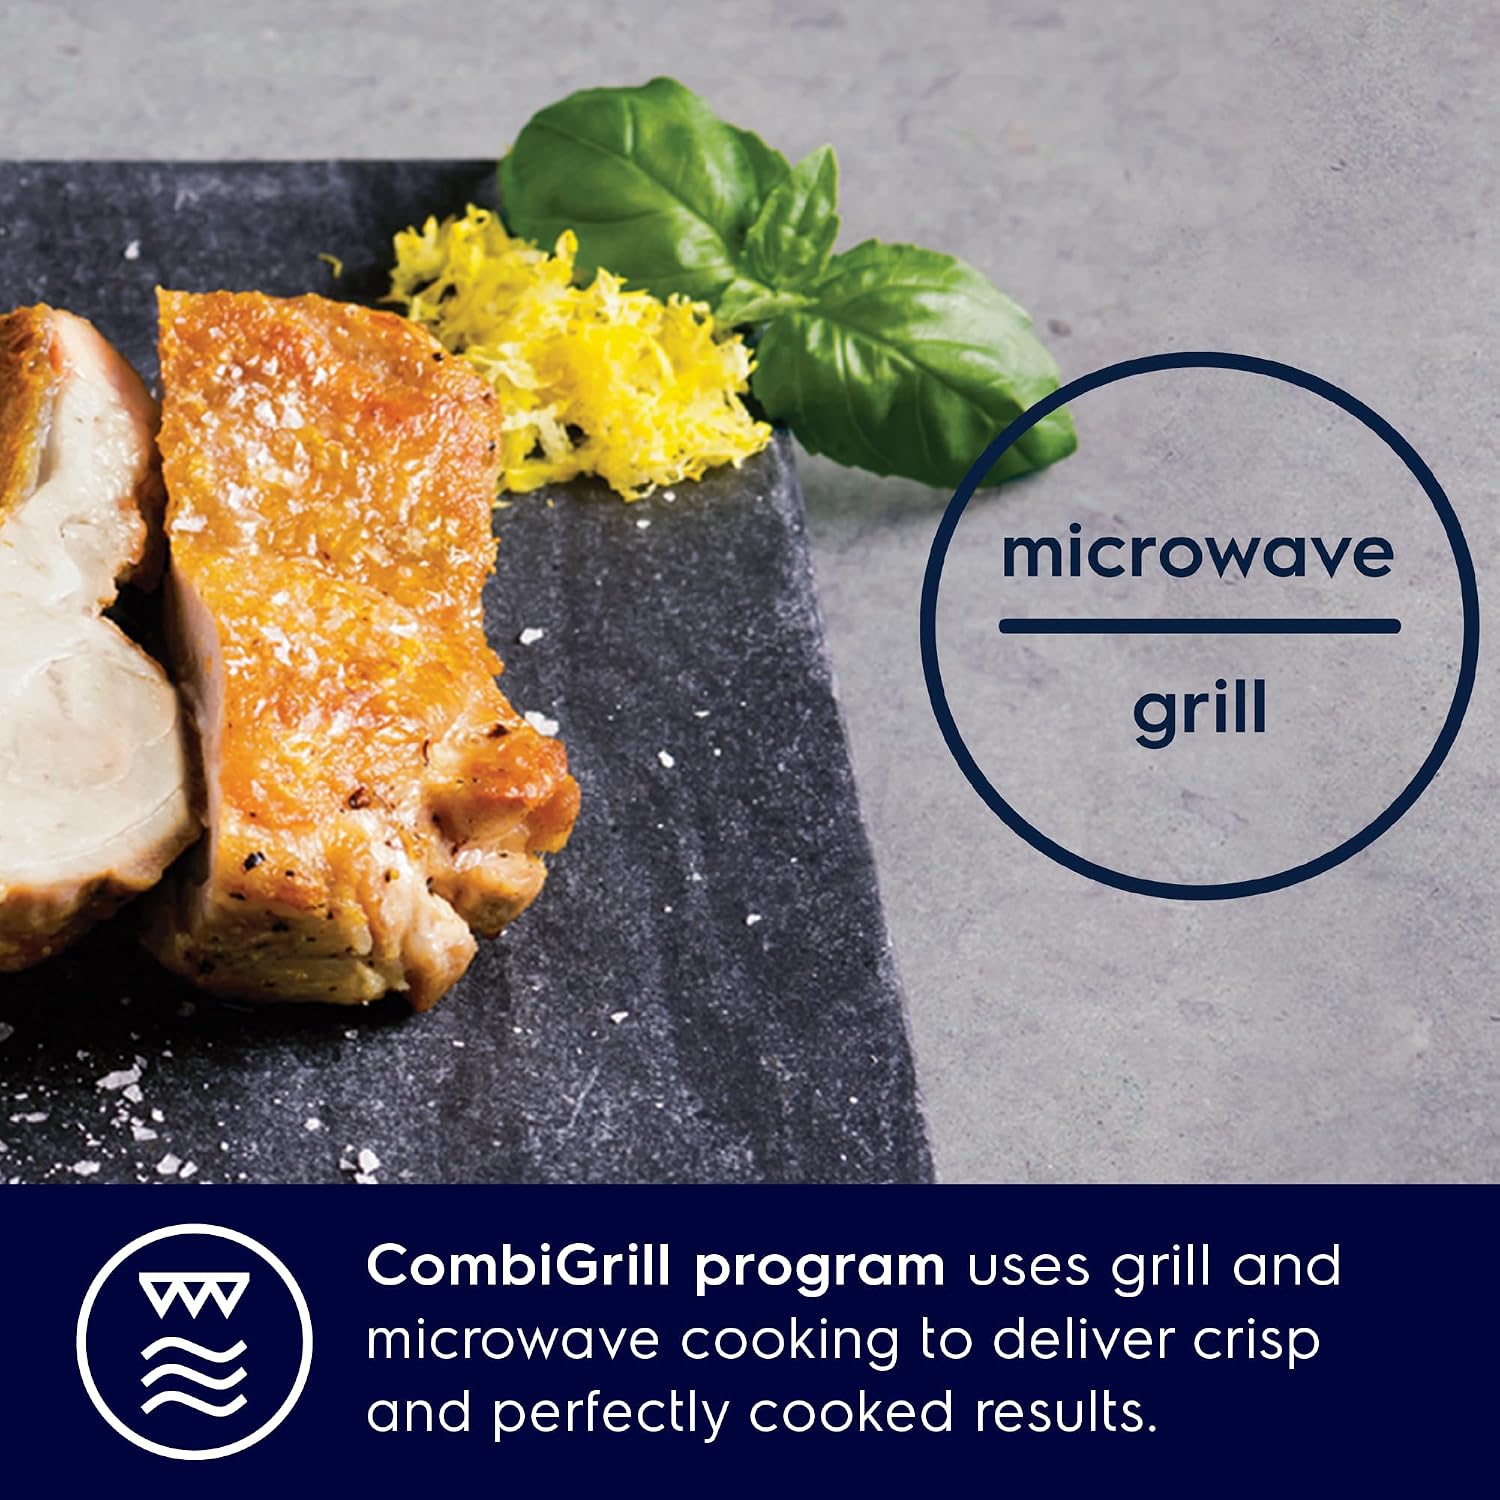 microwave
grill
CombiGrill program uses grill and
microwave cooking to deliver crisp
and perfectly cooked results.